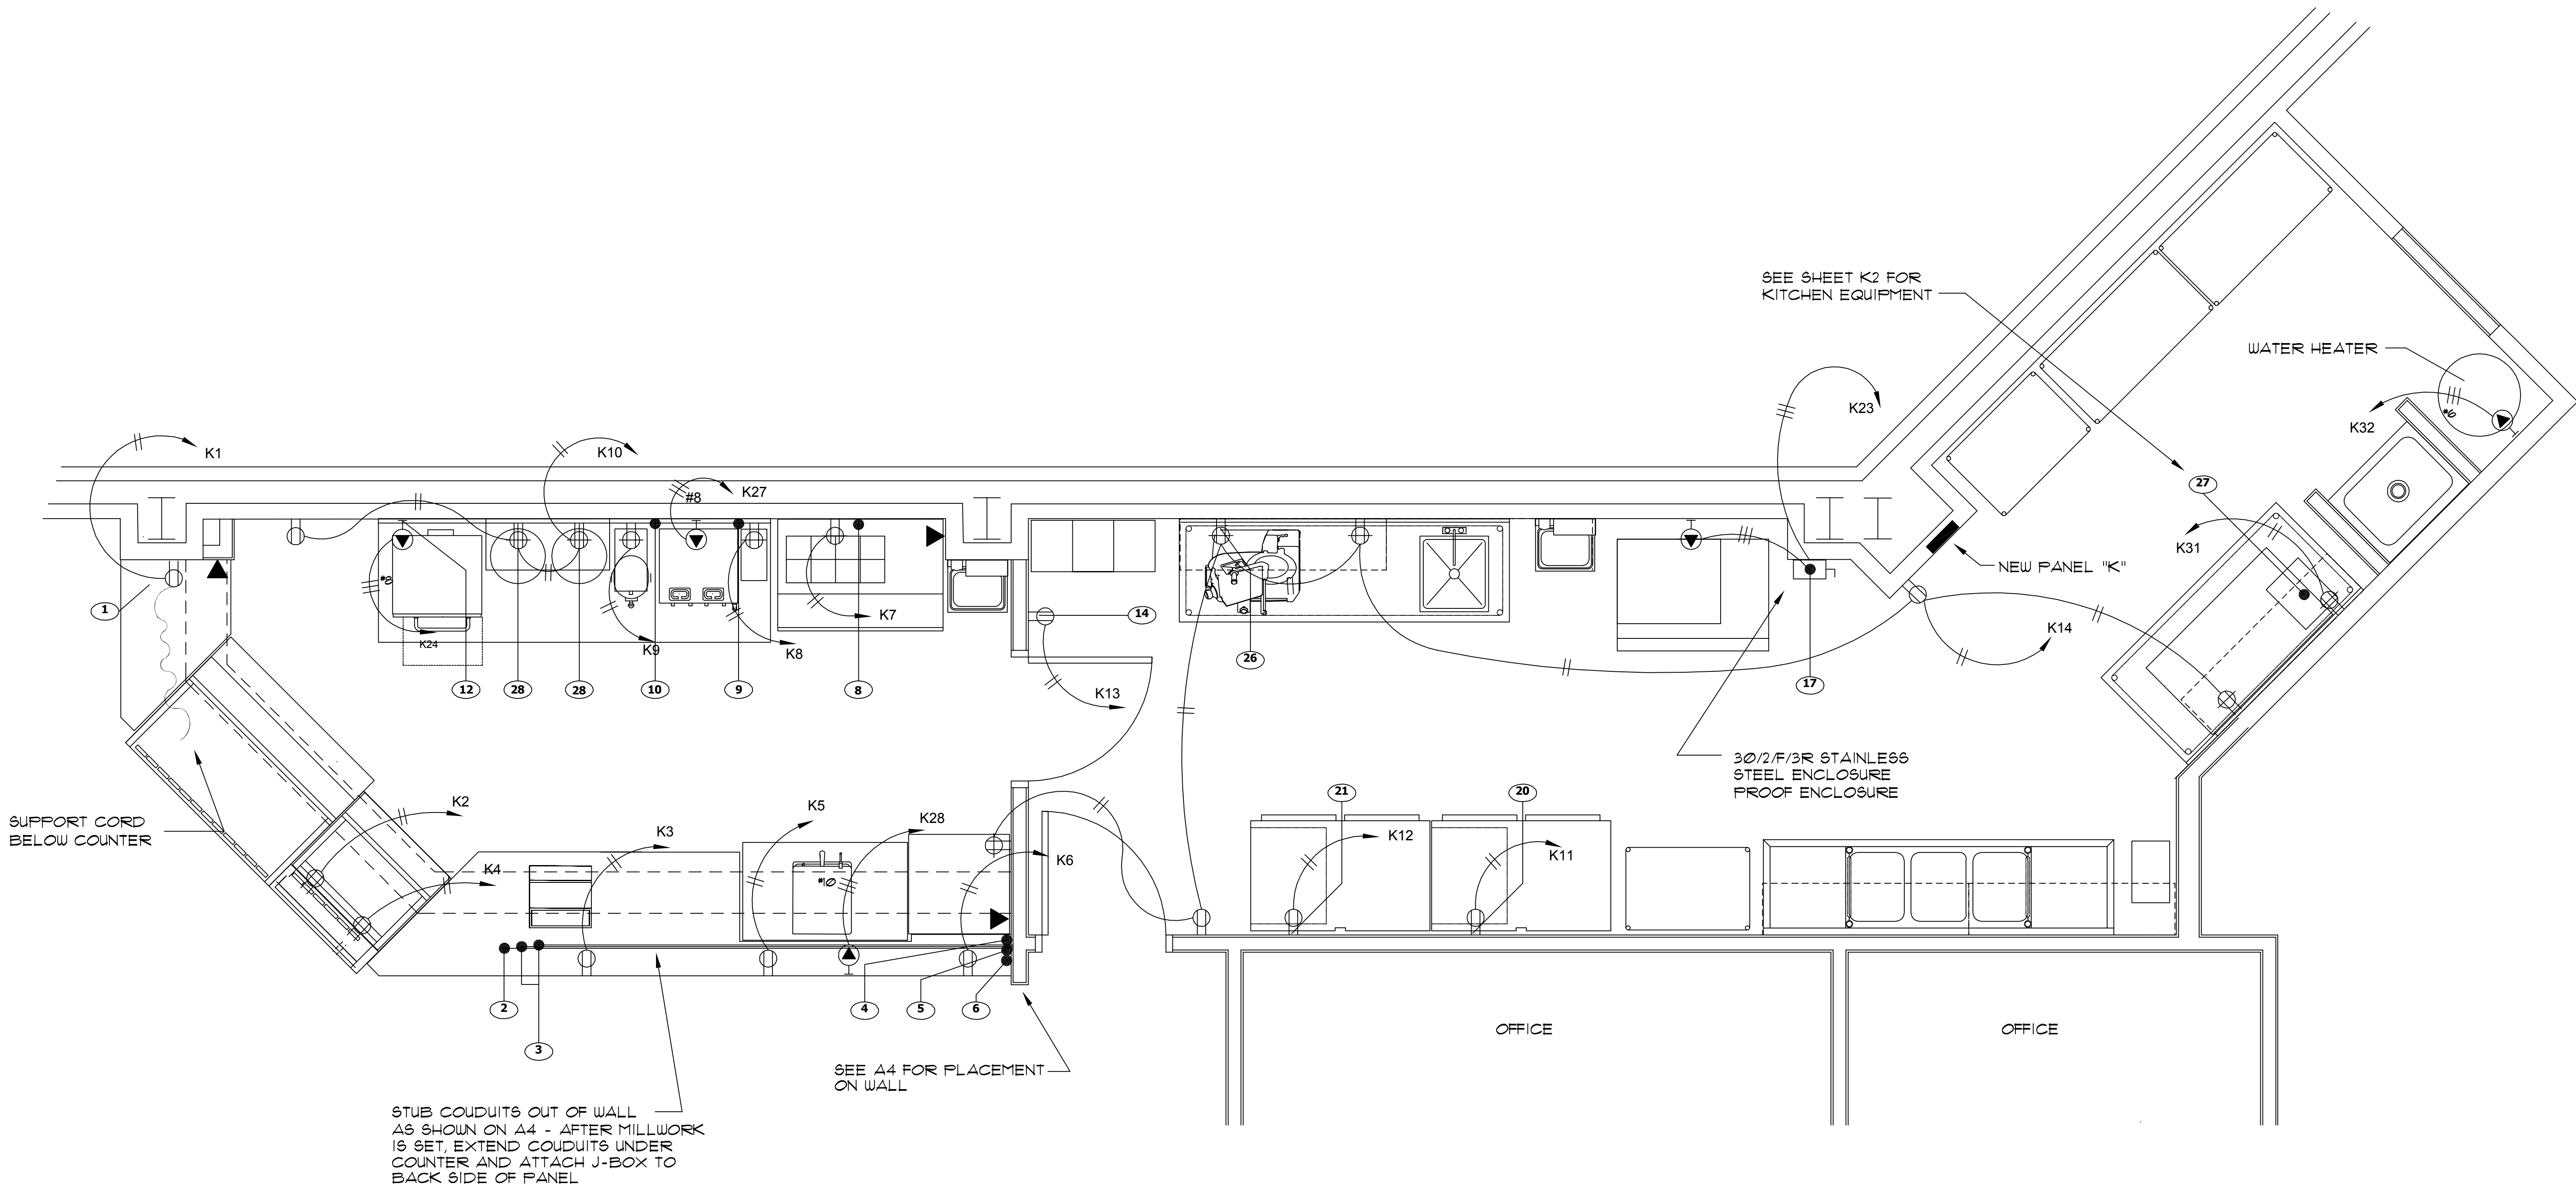 SEE SHEET K2 FOR
KITCHEN EQUIPMENT
WATER HEATER
K23
K32
#6
K1
K10
K27
#8
27
K31
NEW PANEL "K"
1
#8
K24
K7
K9
K8
14
26
K14
12
28
28
10
9
8
K13
17
30/2/F/3R STAINLESS
STEEL ENCLOSURE
PROOF ENCLOSURE
SUPPORT CORD
BELOW COUNTER
K2
K5
K3
K28
K6
K4
#10
21
20
K12
K11
2
3
4
5
6
OFFICE
OFFICE
SEE A4 FOR PLACEMENT
ON WALL
STUB COUDUITS OUT OF WALL
AS SHOWN ON A4 - AFTER MILLWORK
IS SET, EXTEND COUDUITS UNDER
COUNTER AND ATTACH J-BOX TO
BACK SIDE OF PANEL